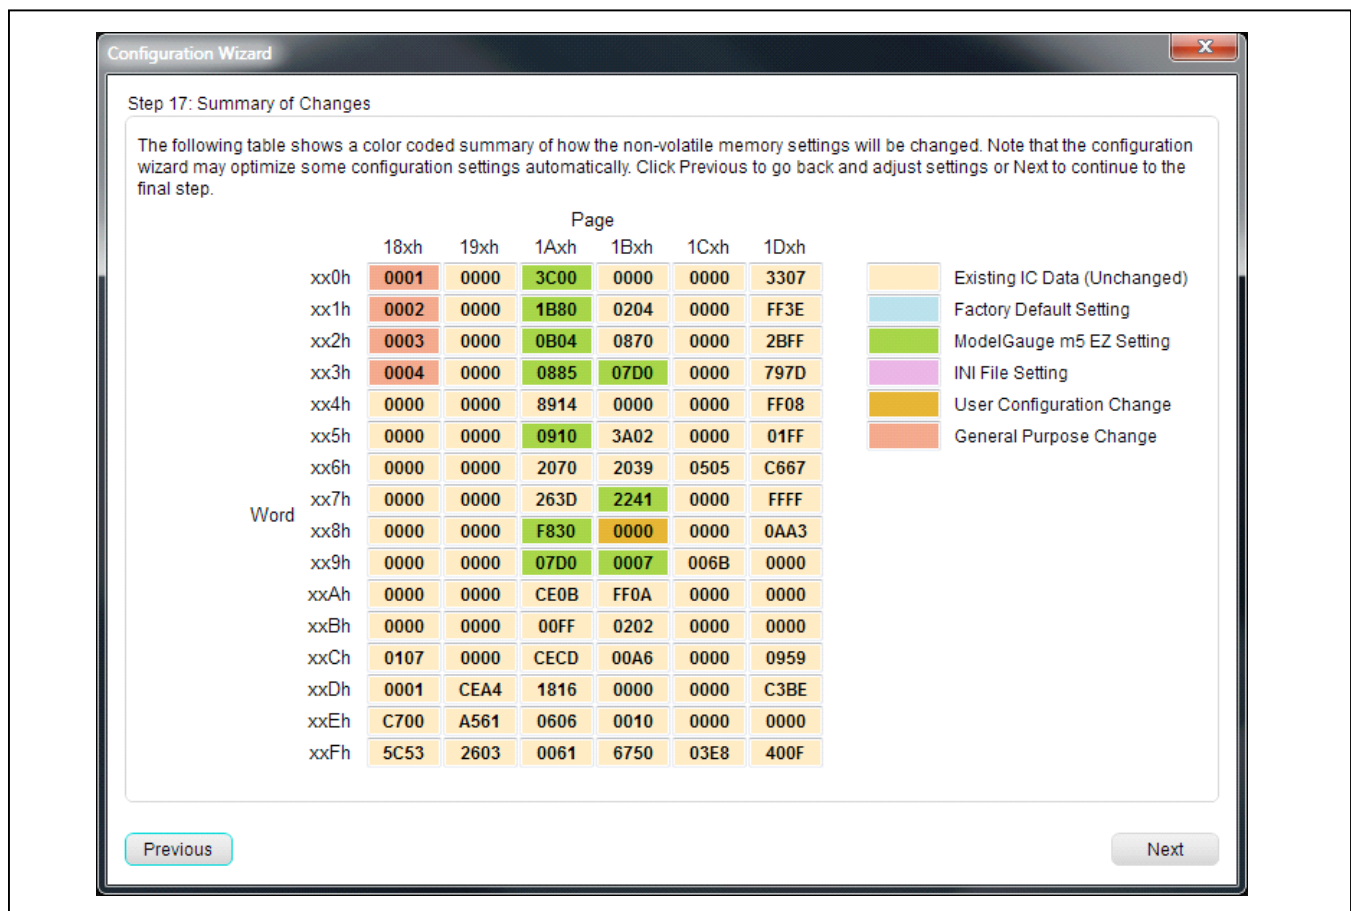 Configuration Wizard
x
Step 17: Summary of Changes
The following table shows a color coded summary of how the non-volatile memory settings will be changed. Note that the configuration
wizard may optimize some configuration settings automatically. Click Previous to go back and adjust settings or Next to continue to the
final step.
Page
18xh 19xh 1Axh 1Bxh 1Cxh 1Dxh
xx0h 0001 0000 3C00 0000 0000 3307 Existing IC Data (Unchanged)
xx1h 0002 0000 1B80 0204 0000 FF3E Factory Default Setting
xx2h 0003 0000 0B04 0870 0000 2BFF ModelGauge m5 EZ Setting
xx3h 0004 0000 0885 07D0 0000 797D INI File Setting
xx4h 0000 0000 8914 0000 0000 FF08 User Configuration Change
xx5h 0000 0000 0910 3A02 0000 01FF General Purpose Change
xx6h 0000 0000 2070 2039 0505 C667
xx7h 0000 0000 263D 2241 0000 FFFF
Word
xx8h 0000 0000 F830 0000 0000 0AA3
xx9h 0000 0000 07D0 0007 006B 0000
xxAh 0000 0000 CE0B FF0A 0000 0000
xxBh 0000 0000 00FF 0202 0000 0000
xxCh 0107 0000 CECD 00A6 0000 0959
xxDh 0001 CEA4 1816 0000 0000 C3BE
xxEh C700 A561 0606 0010 0000 0000
xxFh 5C53 2603 0061 6750 03E8 400F
Previous Next